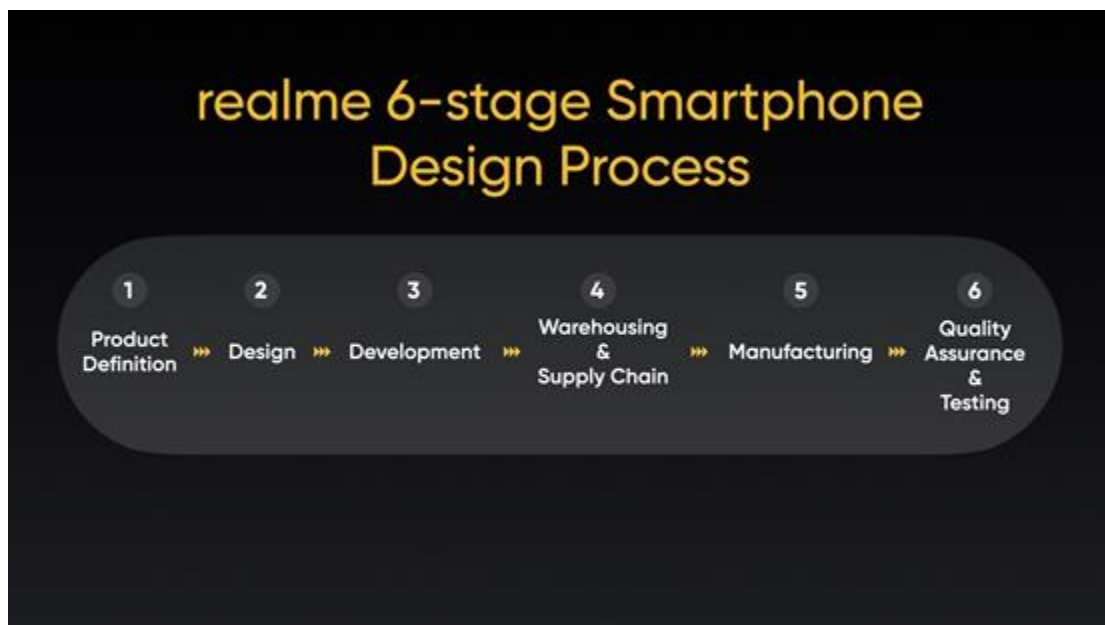 realme 6-stage Smartphone
Design Process
1
Product
Definition
2
Design
3
Development
4
Warehousing
&
Supply Chain
5
Manufacturing
6
Quality
Assurance
&
Testing